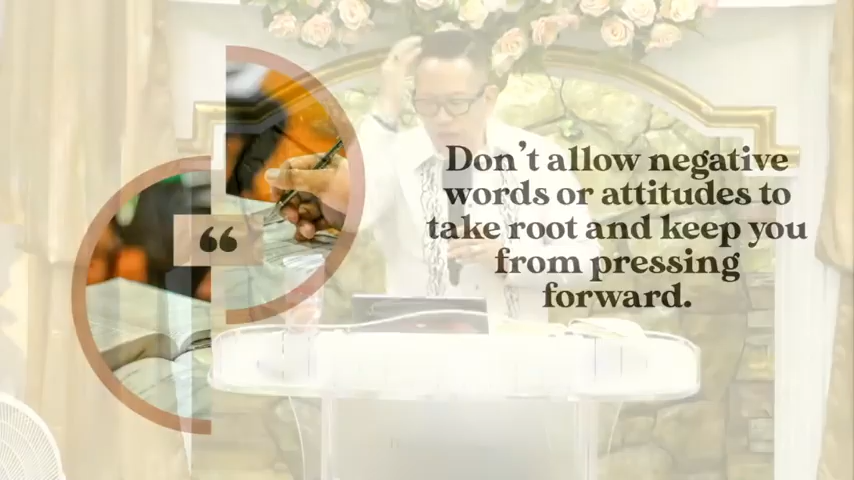 “
Don’t allow negative
words or attitudes to
take root and keep you
from pressing
forward.